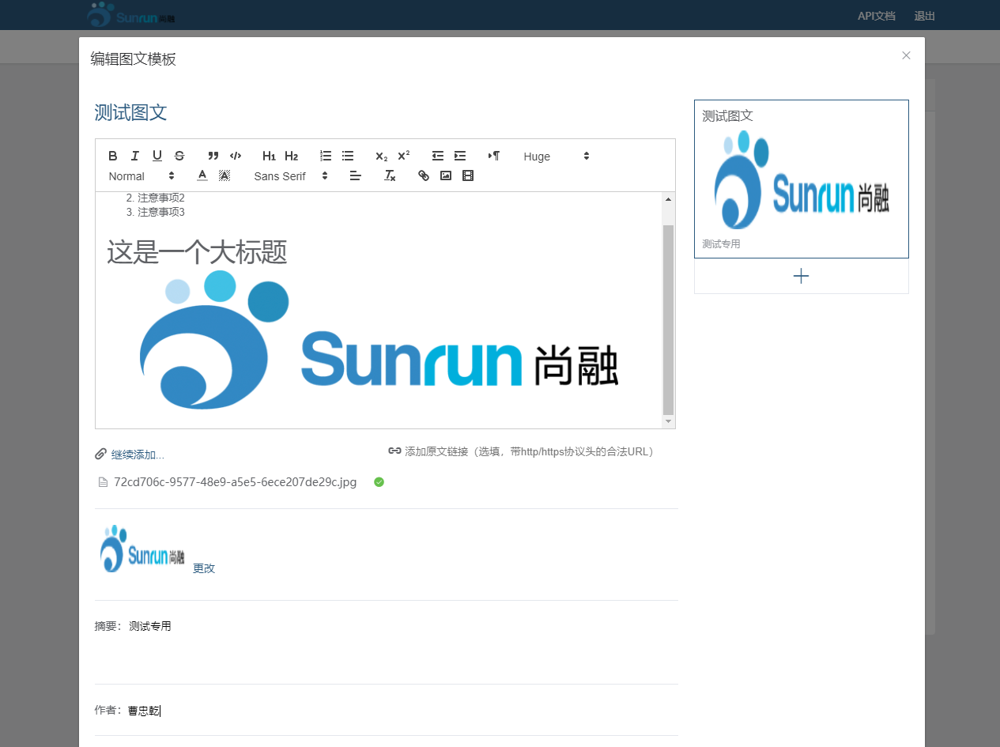 Sunrun 尚融
API文档 退出
编辑图文模板
测试图文
B I U S H1 H2 X2 X2 Huge
Normal A A Sans Serif Tx
2. 注意事项2
3. 注意事项3
这是一个大标题
Sunrun 尚融
继续添加...
添加原文链接（选填，带http/https协议头的合法URL）
72cd706c-9577-48e9-a5e5-6ece207de29c.jpg
Sunrun 尚融
更改
摘要： 测试专用
作者： 曹忠乾
测试图文
Sunrun 尚融
测试专用